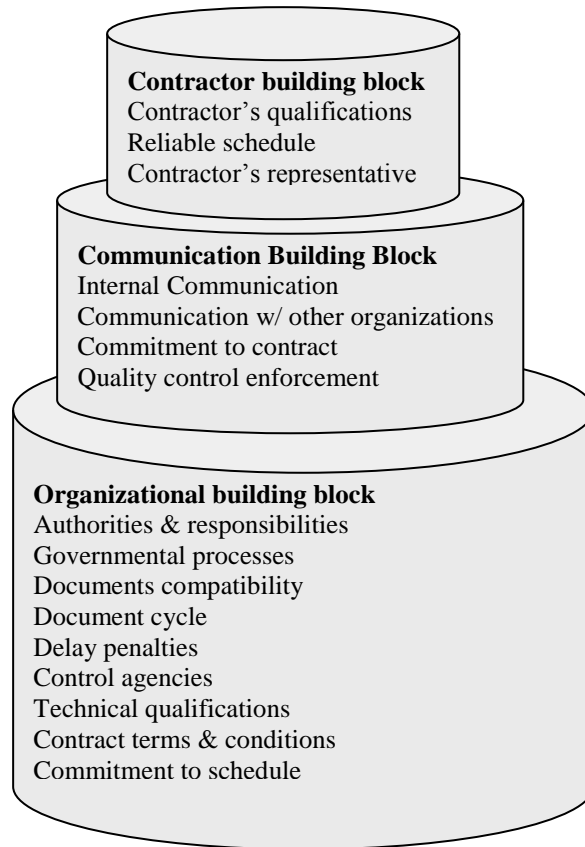 Contractor building block
Contractor’s qualifications
Reliable schedule
Contractor’s representative
Communication Building Block
Internal Communication
Communication w/ other organizations
Commitment to contract
Quality control enforcement
Organizational building block
Authorities & responsibilities
Governmental processes
Documents compatibility
Document cycle
Delay penalties
Control agencies
Technical qualifications
Contract terms & conditions
Commitment to schedule